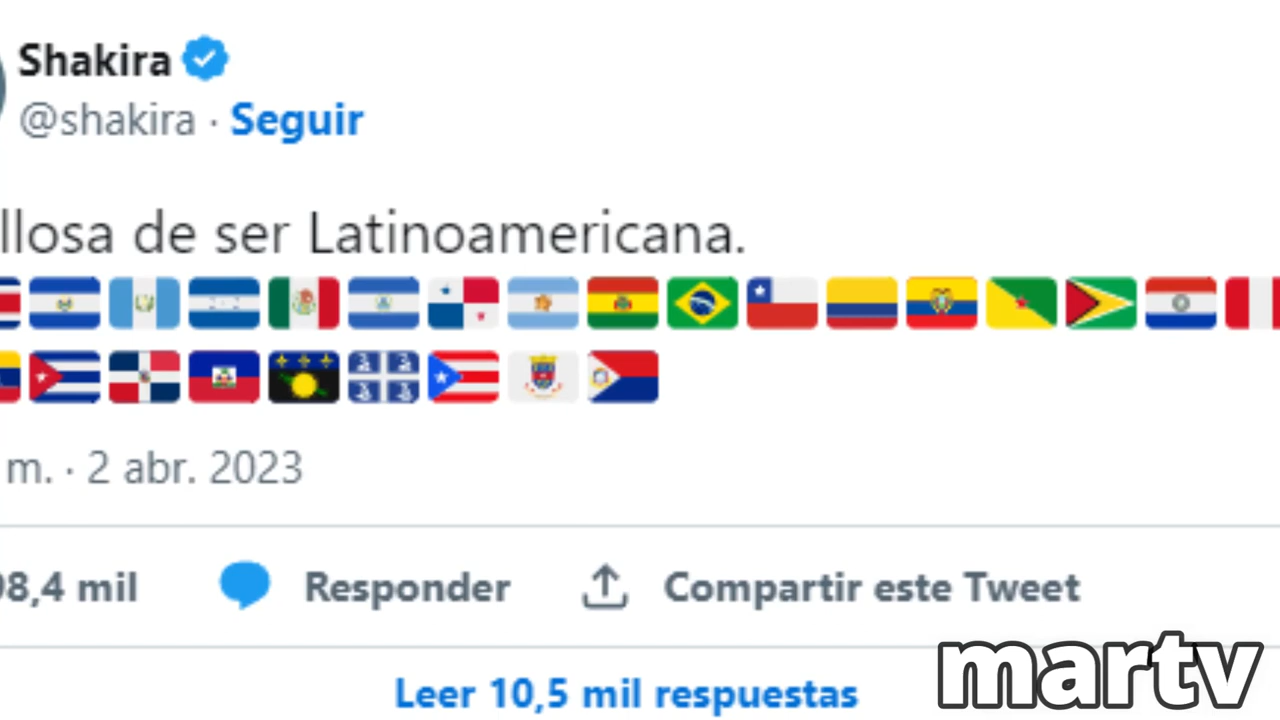 Shakira
@shakira · Seguir
llosa de ser Latinoamericana.
m. · 2 abr. 2023
8,4 mil
Responder
Compartir este Tweet
Leer 10,5 mil respuestas
martv